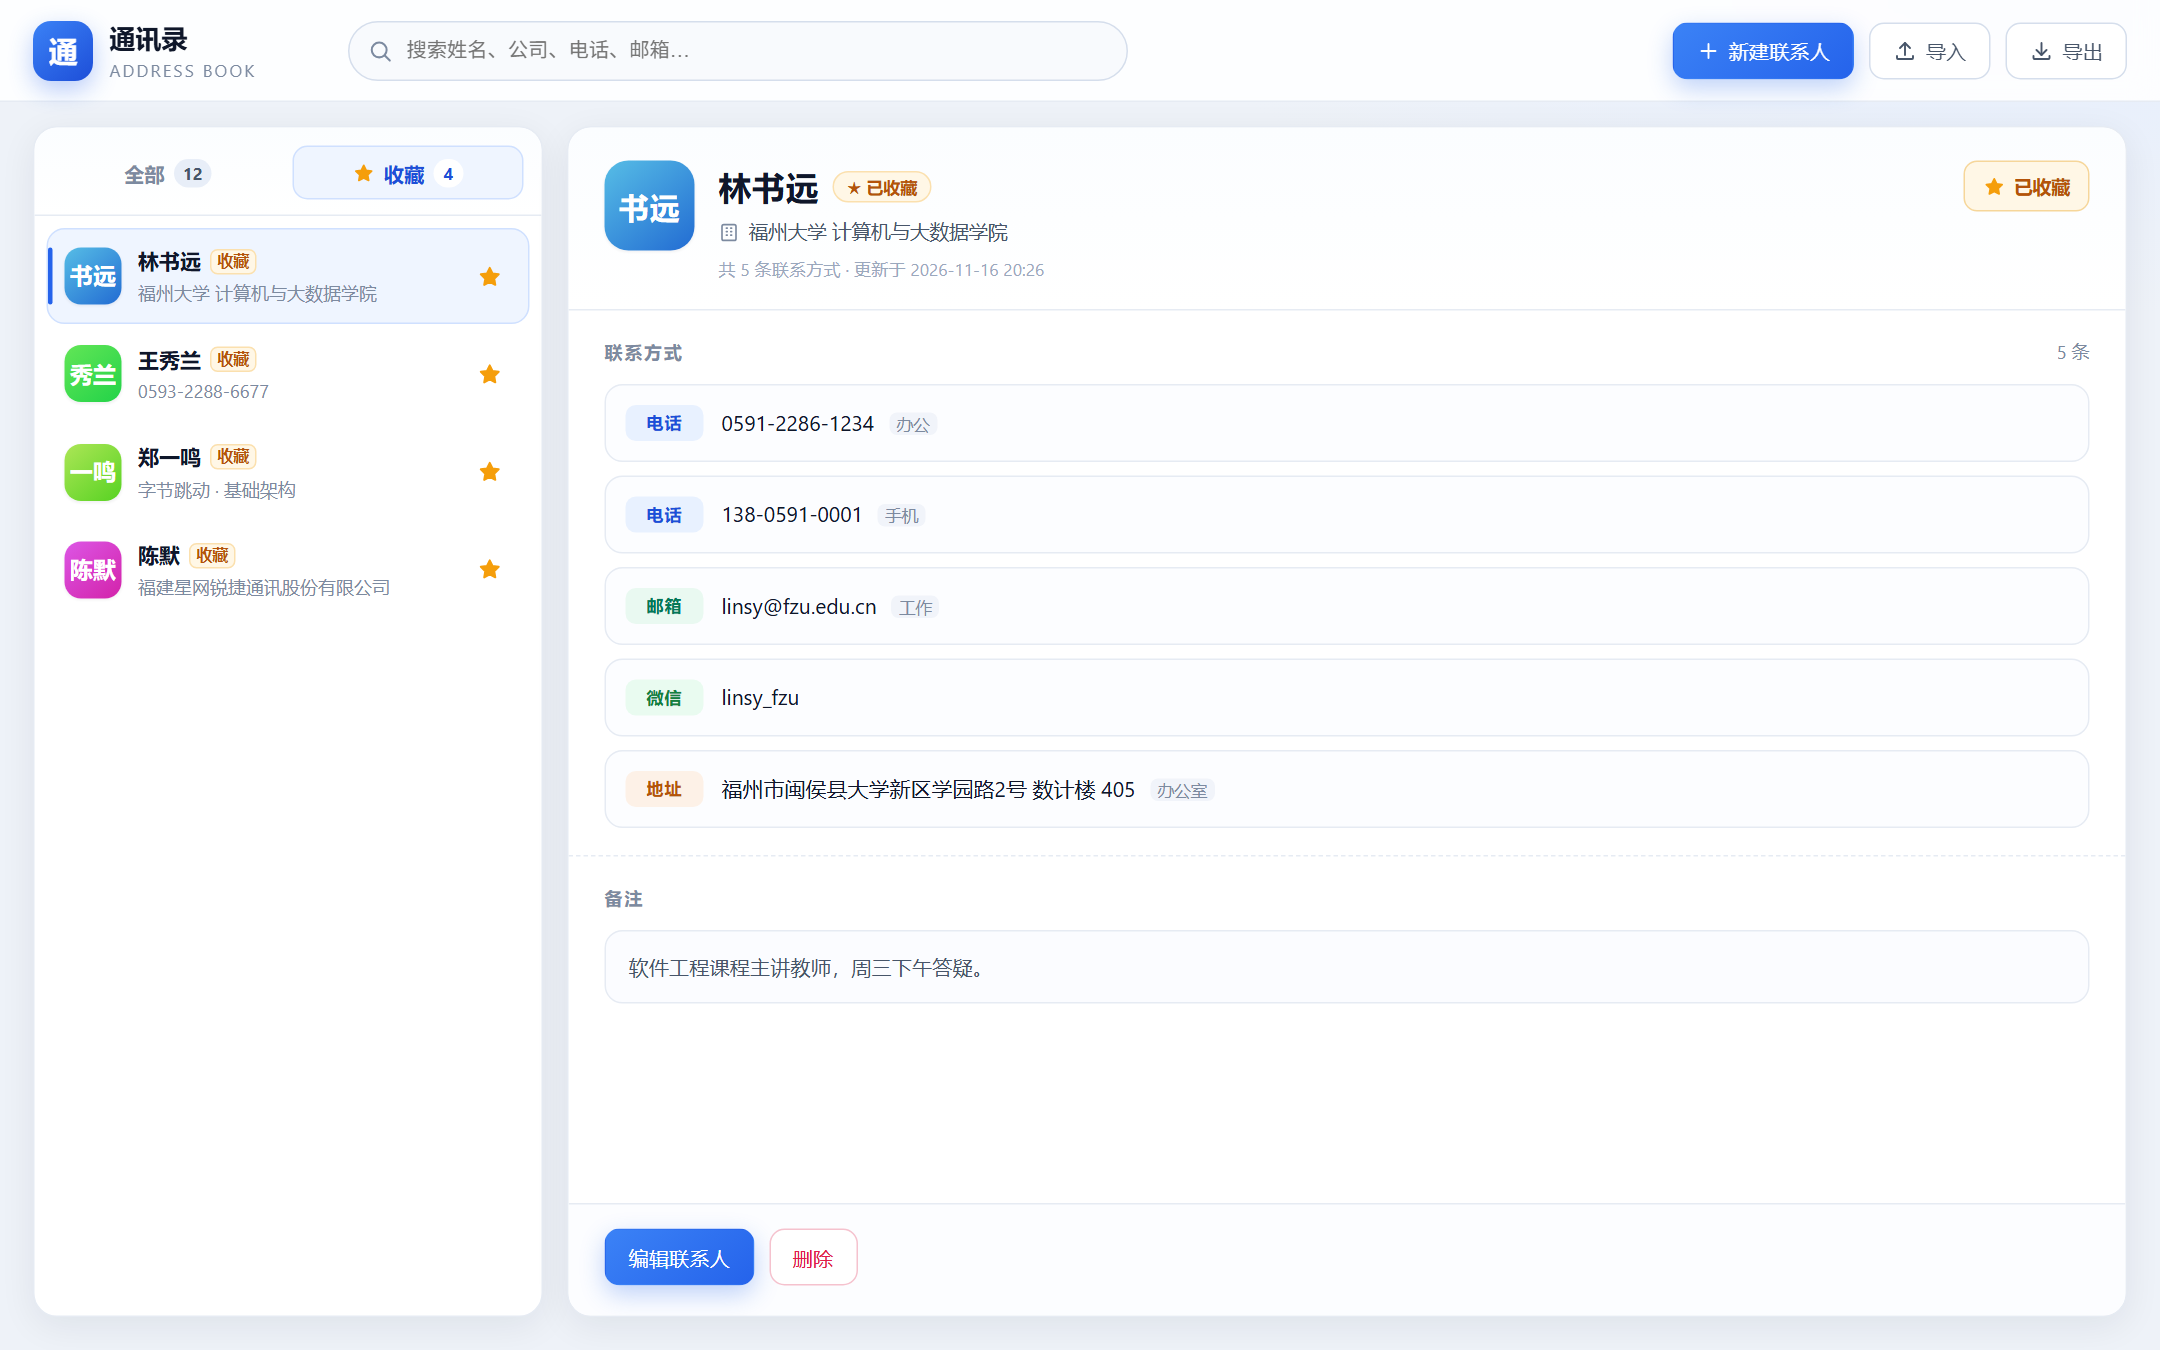 通
通讯录
ADDRESS BOOK
搜索姓名、公司、电话、邮箱...
新建联系人
导入
导出
全部 12
收藏 4
书远
林书远 收藏
福州大学 计算机与大数据学院
秀兰
王秀兰 收藏
0593-2288-6677
一鸣
郑一鸣 收藏
字节跳动 · 基础架构
陈默
陈默 收藏
福建星网锐捷通讯股份有限公司
书远
林书远 ★ 已收藏
福州大学 计算机与大数据学院
共 5 条联系方式 · 更新于 2026-11-16 20:26
已收藏
联系方式 5 条
电话 0591-2286-1234 办公
电话 138-0591-0001 手机
邮箱 linsy@fzu.edu.cn 工作
微信 linsy_fzu
地址 福州市闽侯县大学新区学园路2号 数计楼 405 办公室
备注
软件工程课程主讲教师，周三下午答疑。
编辑联系人
删除